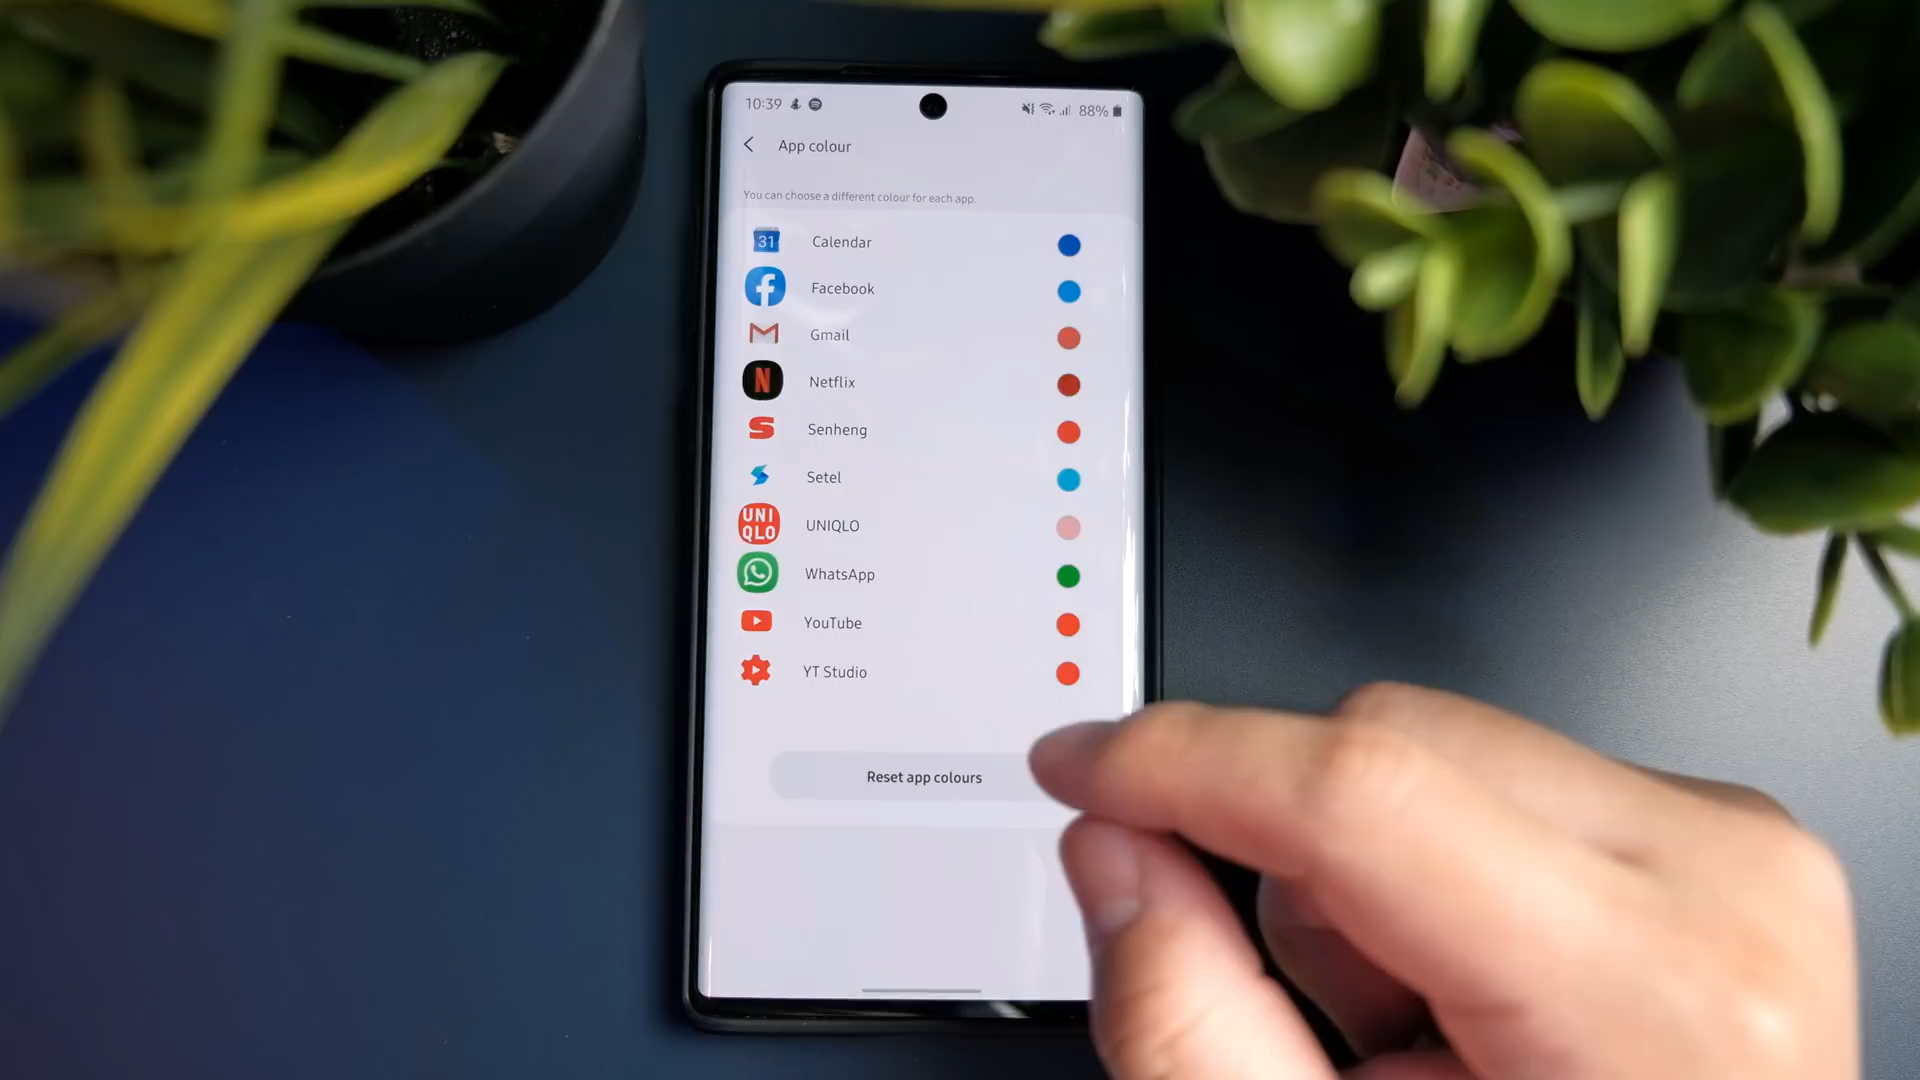 10:39 88%
App colour
You can choose a different colour for each app.
31 Calendar
Facebook
Gmail
N Netflix
S Senheng
Setel
UNI
QLO UNIQLO
WhatsApp
YouTube
YT Studio
Reset app colours